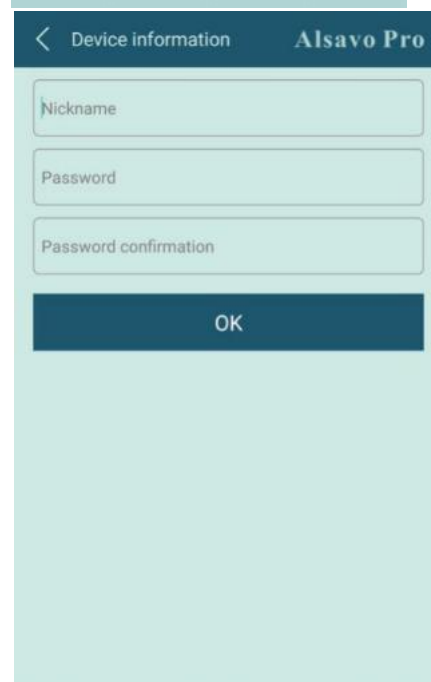 Device information Alsavo Pro
Nickname
Password
Password confirmation
OK